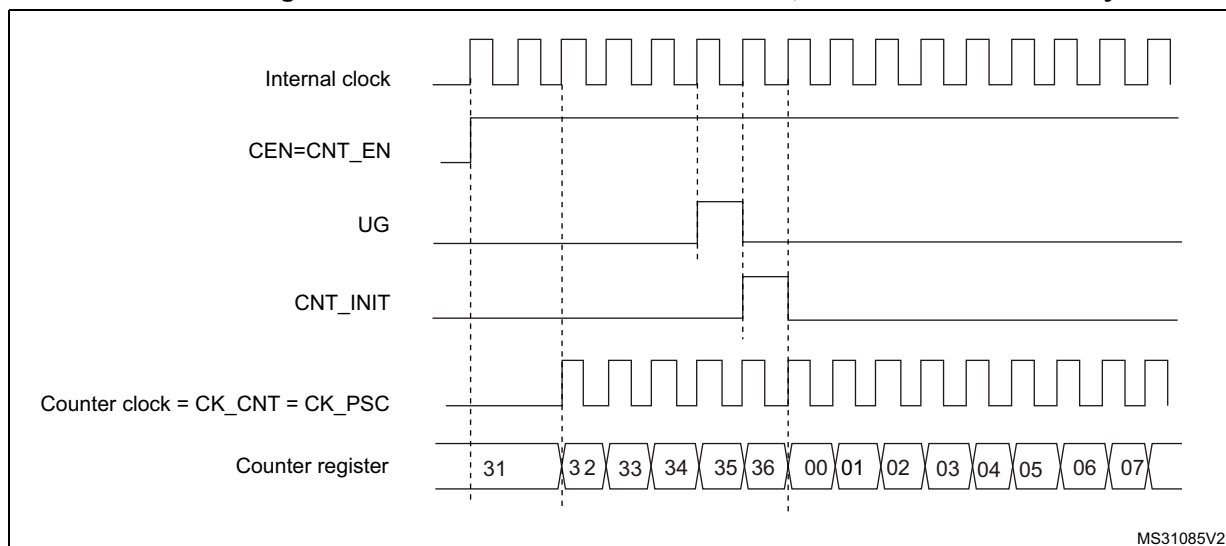 Internal clock
CEN=CNT_EN
UG
CNT_INIT
Counter clock = CK_CNT = CK_PSC
Counter register 31 32 33 34 35 36 00 01 02 03 04 05 06 07
MS31085V2